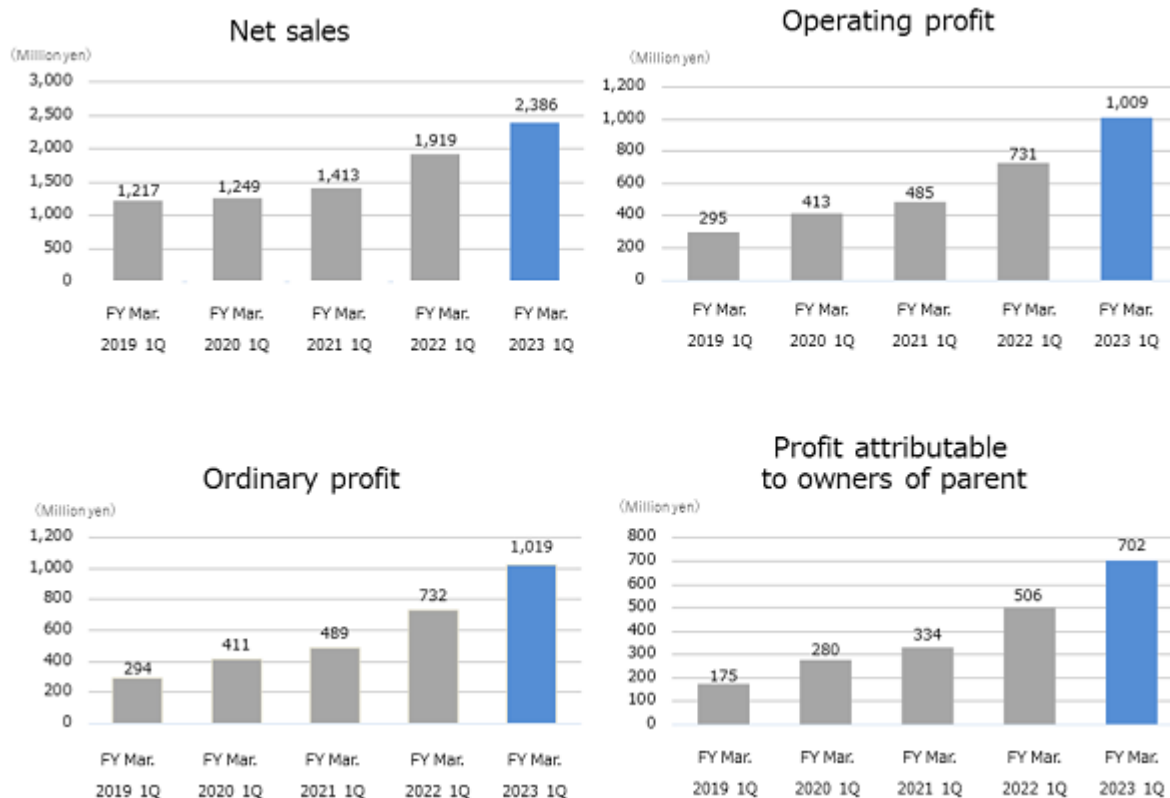 Net sales
(Million yen)
3,000
2,500
2,000
1,500
1,000
500
0
1,217
1,249
1,413
1,919
2,386
FY Mar. FY Mar. FY Mar. FY Mar. FY Mar.
2019 1Q 2020 1Q 2021 1Q 2022 1Q 2023 1Q
Operating profit
(Million yen)
1,200
1,000
800
600
400
200
0
295
413
485
731
1,009
FY Mar. FY Mar. FY Mar. FY Mar. FY Mar.
2019 1Q 2020 1Q 2021 1Q 2022 1Q 2023 1Q
Ordinary profit
(Million yen)
1,200
1,000
800
600
400
200
0
294
411
489
732
1,019
FY Mar. FY Mar. FY Mar. FY Mar. FY Mar.
2019 1Q 2020 1Q 2021 1Q 2022 1Q 2023 1Q
Profit attributable
to owners of parent
(Million yen)
800
700
600
500
400
300
200
100
0
175
280
334
506
702
FY Mar. FY Mar. FY Mar. FY Mar. FY Mar.
2019 1Q 2020 1Q 2021 1Q 2022 1Q 2023 1Q